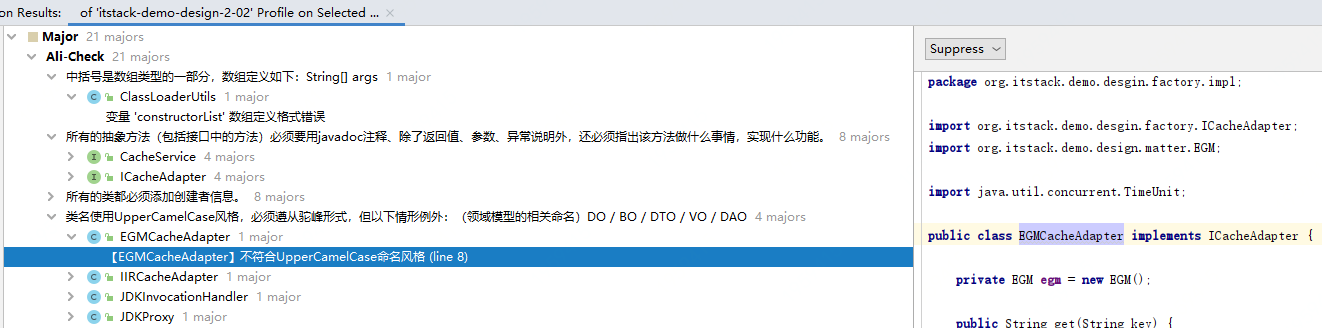 on Results:
of 'itstack-demo-design-2-02' Profile on Selected ...
Major 21 majors
Ali-Check 21 majors
中括号是数组类型的一部分，数组定义如下：String[] args 1 major
ClassLoaderUtils 1 major
变量 'constructorList' 数组定义格式错误
所有的抽象方法（包括接口中的方法）必须要用javadoc注释、除了返回值、参数、异常说明外，还必须指出该方法做什么事情，实现什么功能。 8 majors
CacheService 4 majors
ICacheAdapter 4 majors
所有的类都必须添加创建者信息。 8 majors
类名使用UpperCamelCase风格，必须遵从驼峰形式，但以下情形例外：（领域模型的相关命名）DO / BO / DTO / VO / DAO 4 majors
EGMCacheAdapter 1 major
【EGMCacheAdapter】不符合UpperCamelCase命名风格 (line 8)
IIRCacheAdapter 1 major
JDKInvocationHandler 1 major
JDKProxy 1 major
Suppress
package org.itstack.demo.desgin.factory.impl;
import org.itstack.demo.desgin.factory.ICacheAdapter;
import org.itstack.demo.design.matter.EGM;
import java.util.concurrent.TimeUnit;
public class EGMCacheAdapter implements ICacheAdapter {
private EGM egm = new EGM();
public String get(String key) {